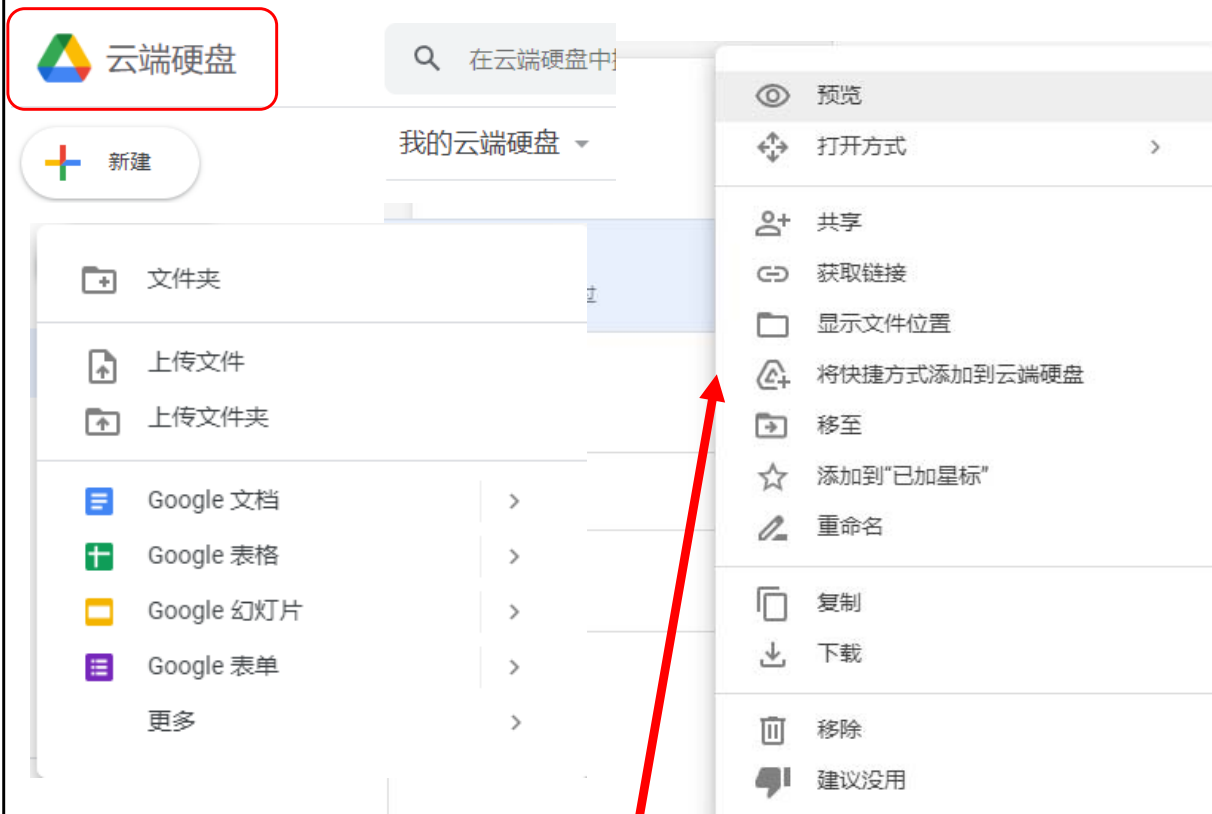 云端硬盘
在云端硬盘中
新建
我的云端硬盘
文件夹
上传文件
上传文件夹
Google 文档
Google 表格
Google 幻灯片
Google 表单
更多
过
预览
打开方式
共享
获取链接
显示文件位置
将快捷方式添加到云端硬盘
移至
添加到“已加星标”
重命名
复制
下载
移除
建议没用